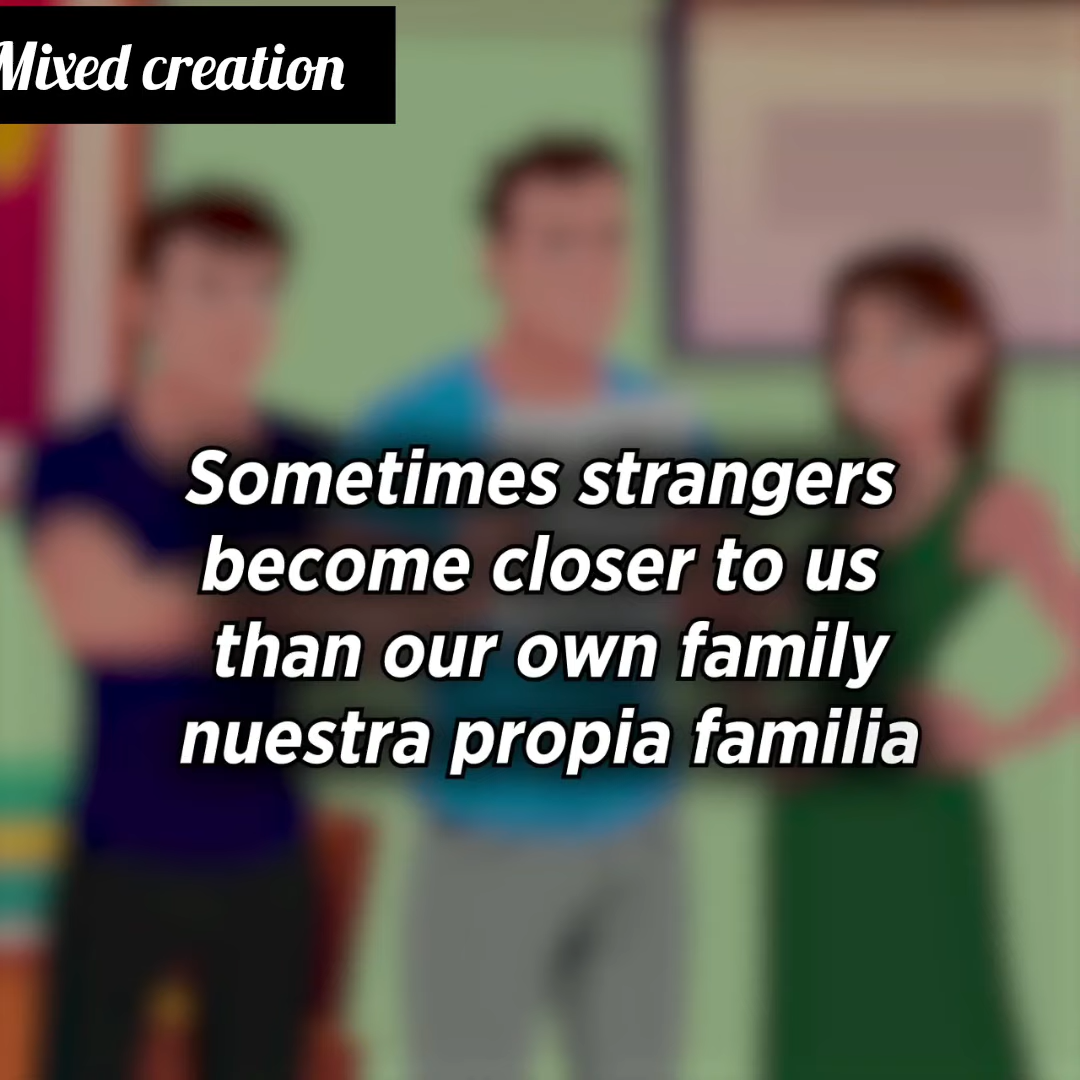 Mixed creation
Sometimes strangers
become closer to us
than our own family
nuestra propia familia